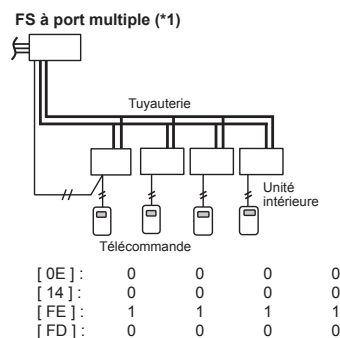 FS à port multiple (*1)
Tuyauterie
Unité
intérieure
Télécommande
[ 0E ] : 0 0 0 0
[ 14 ] : 0 0 0 0
[ FE ] : 1 1 1 1
[ FD ] : 0 0 0 0